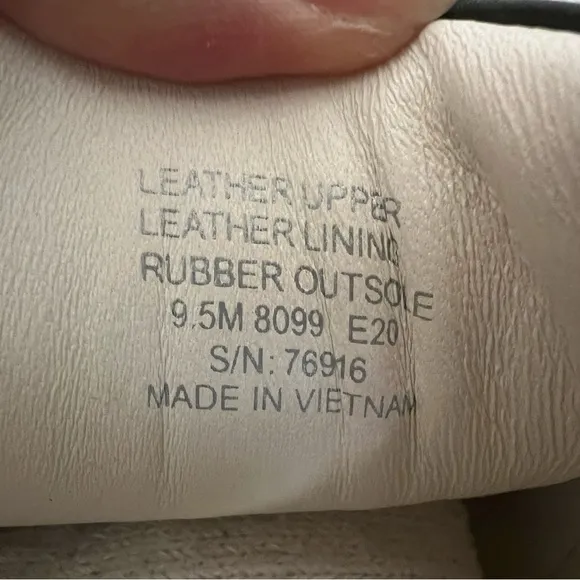 LEATHER UPPER
LEATHER LINING
RUBBER OUTSOLE
9.5M 8099 E20
S/N: 76916
MADE IN VIETNAM